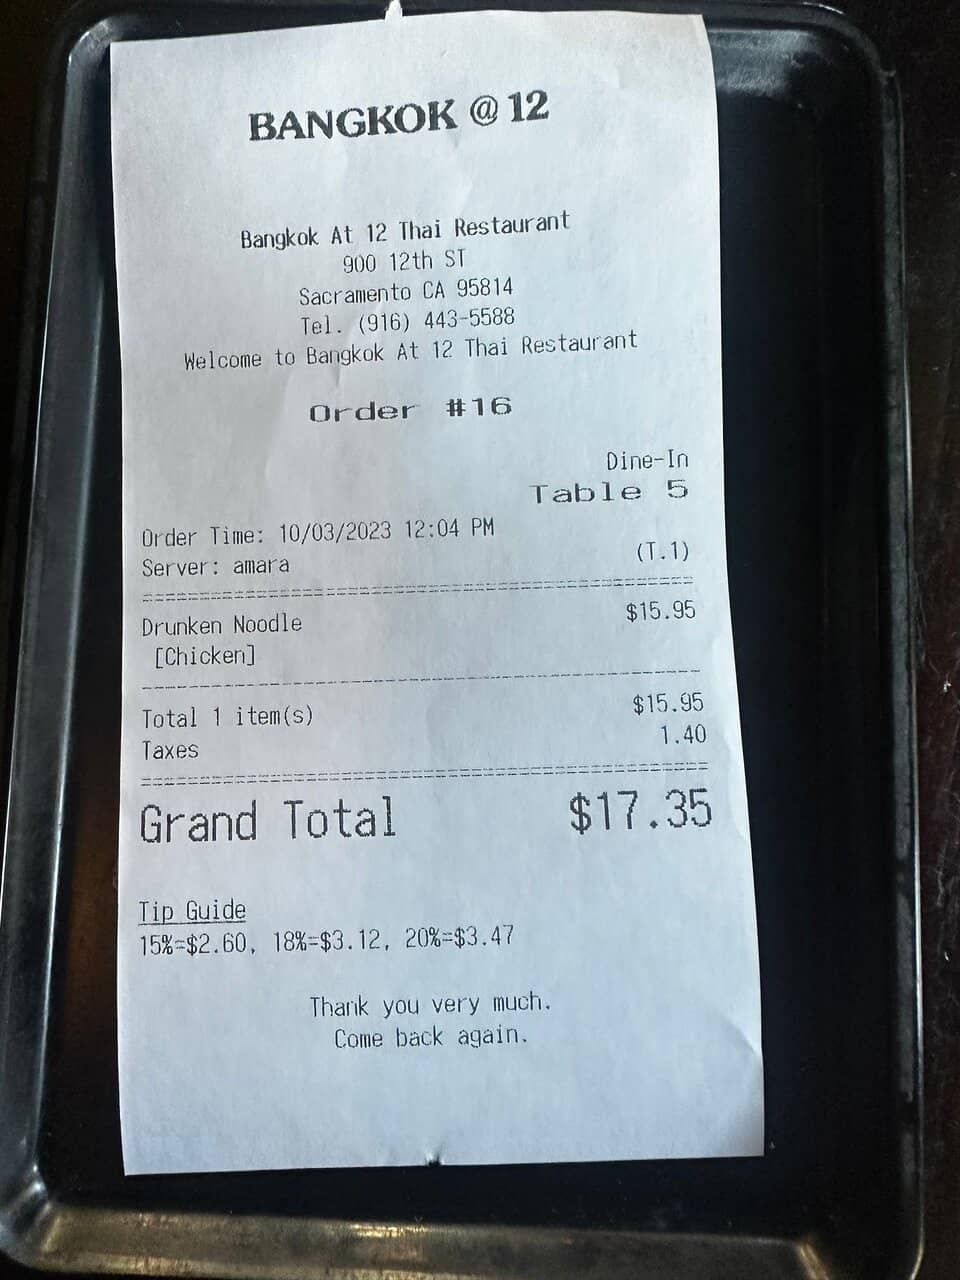 BANGKOK @ 12
Bangkok At 12 Thai Restaurant
900 12th ST
Sacramento CA 95814
Tel. (916) 443-5588
Welcome to Bangkok At 12 Thai Restaurant
Order #16
Dine-In
Table 5
Order Time: 10/03/2023 12:04 PM
Server: amara (T.1)
Drunken Noodle $15.95
[Chicken]
Total 1 item(s) $15.95
Taxes 1.40
Grand Total $17.35
Tip Guide
15%=$2.60, 18%=$3.12, 20%=$3.47
Thank you very much.
Come back again.